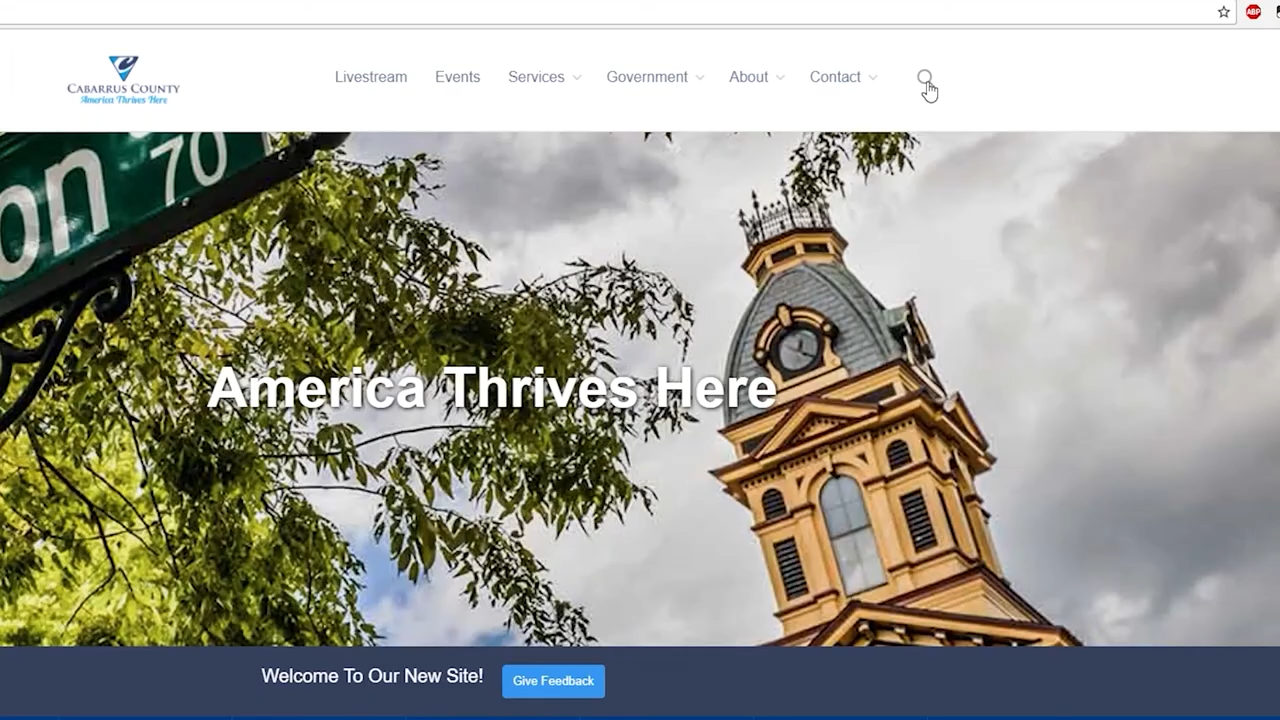 ABP
CABARRUS COUNTY
America Thrives Here
Livestream
Events
Services
Government
About
Contact
on 70
America Thrives Here
Welcome To Our New Site!
Give Feedback